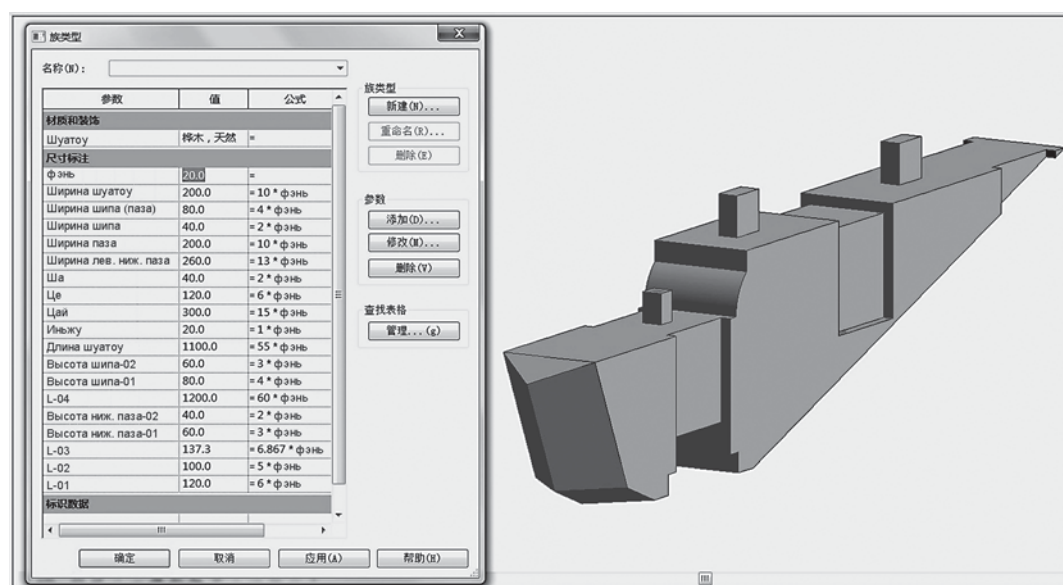 族类型
名称(N):
参数 值 公式
材质和装饰
Шуатоу 桦木,天然 =
尺寸标注
фэнь 20.0 =
Ширина шуатоу 200.0 = 10 * фэнь
Ширина шипа (паза) 80.0 = 4 * фэнь
Ширина шипа 40.0 = 2 * фэнь
Ширина паза 200.0 = 10 * фэнь
Ширина лев. ниж. паза 260.0 = 13 * фэнь
Ша 40.0 = 2 * фэнь
Це 120.0 = 6 * фэнь
Цай 300.0 = 15 * фэнь
Иньжу 20.0 = 1 * фэнь
Длина шуатоу 1100.0 = 55 * фэнь
Высота шипа-02 60.0 = 3 * фэнь
Высота шипа-01 80.0 = 4 * фэнь
L-04 1200.0 = 60 * фэнь
Высота ниж. паза-02 40.0 = 2 * фэнь
Высота ниж. паза-01 60.0 = 3 * фэнь
L-03 137.3 = 6.867 * фэнь
L-02 100.0 = 5 * фэнь
L-01 120.0 = 6 * фэнь
标识数据
族类型
新建(N)...
重命名(R)...
删除(E)
参数
添加(D)...
修改(M)...
删除(V)
查找表格
管理...(g)
确定 取消 应用(A) 帮助(H)